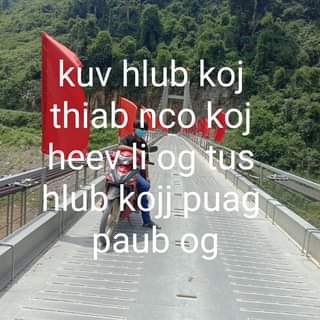 kuv hlub koj
thiab nco koj
heev li og tus
hlub kojj puag
paub og